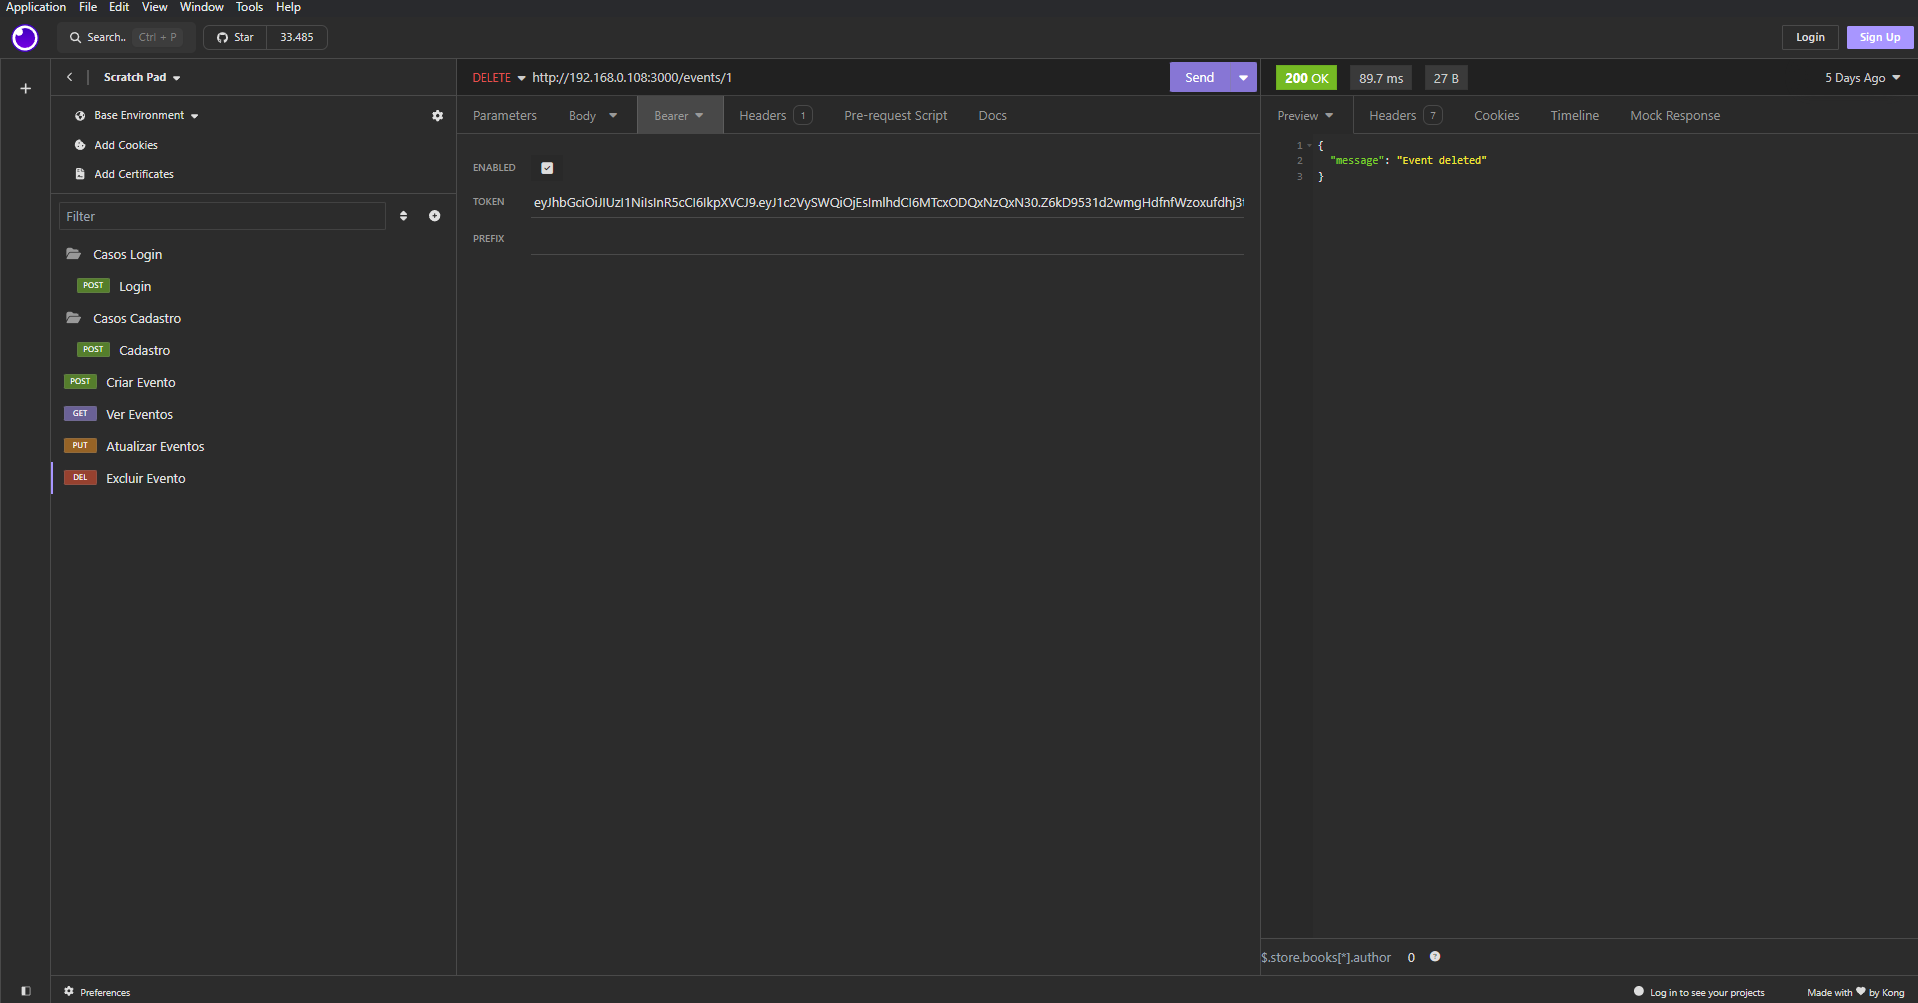 Application File Edit View Window Tools Help
Search.. Ctrl + P Star 33.485 Login Sign Up
Scratch Pad
Base Environment
Add Cookies
Add Certificates
Filter
Casos Login
POST Login
Casos Cadastro
POST Cadastro
POST Criar Evento
GET Ver Eventos
PUT Atualizar Eventos
DEL Excluir Evento
DELETE http://192.168.0.108:3000/events/1 Send
Parameters Body Bearer Headers 1 Pre-request Script Docs
ENABLED
TOKEN eyJhbGciOiJIUzI1NiIsInR5cCI6IkpXVCJ9.eyJ1c2VySWQiOjEsImlhdCI6MTcxODQxNzQxN30.Z6kD9531d2wmgHdfnfWzoxufdhj3t
PREFIX
200 OK 89.7 ms 27 B 5 Days Ago
Preview Headers 7 Cookies Timeline Mock Response
1 {
2 "message": "Event deleted"
3 }
$.store.books[*].author 0
Preferences
Log in to see your projects Made with ♥ by Kong